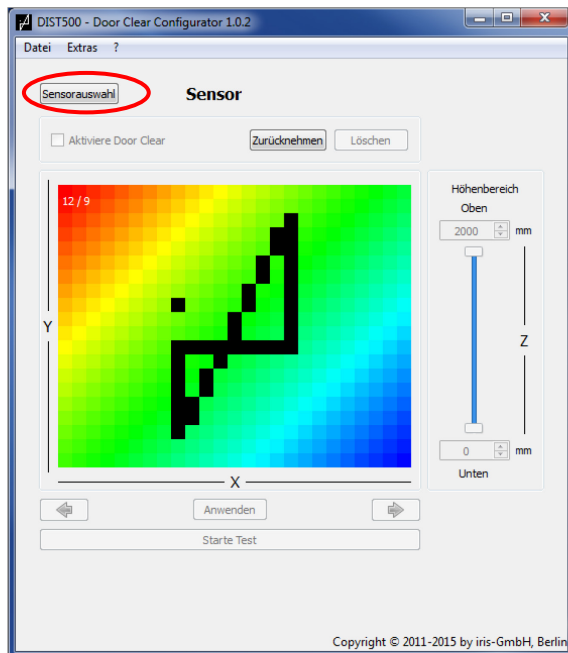 DIST500 - Door Clear Configurator 1.0.2
Datei Extras ?
Sensorauswahl Sensor
Aktiviere Door Clear Zurücknehmen Löschen
12 / 9
Y
X
Höhenbereich
Oben
2000 mm
Z
0 mm
Unten
Anwenden
Starte Test
Copyright © 2011-2015 by iris-GmbH, Berlin